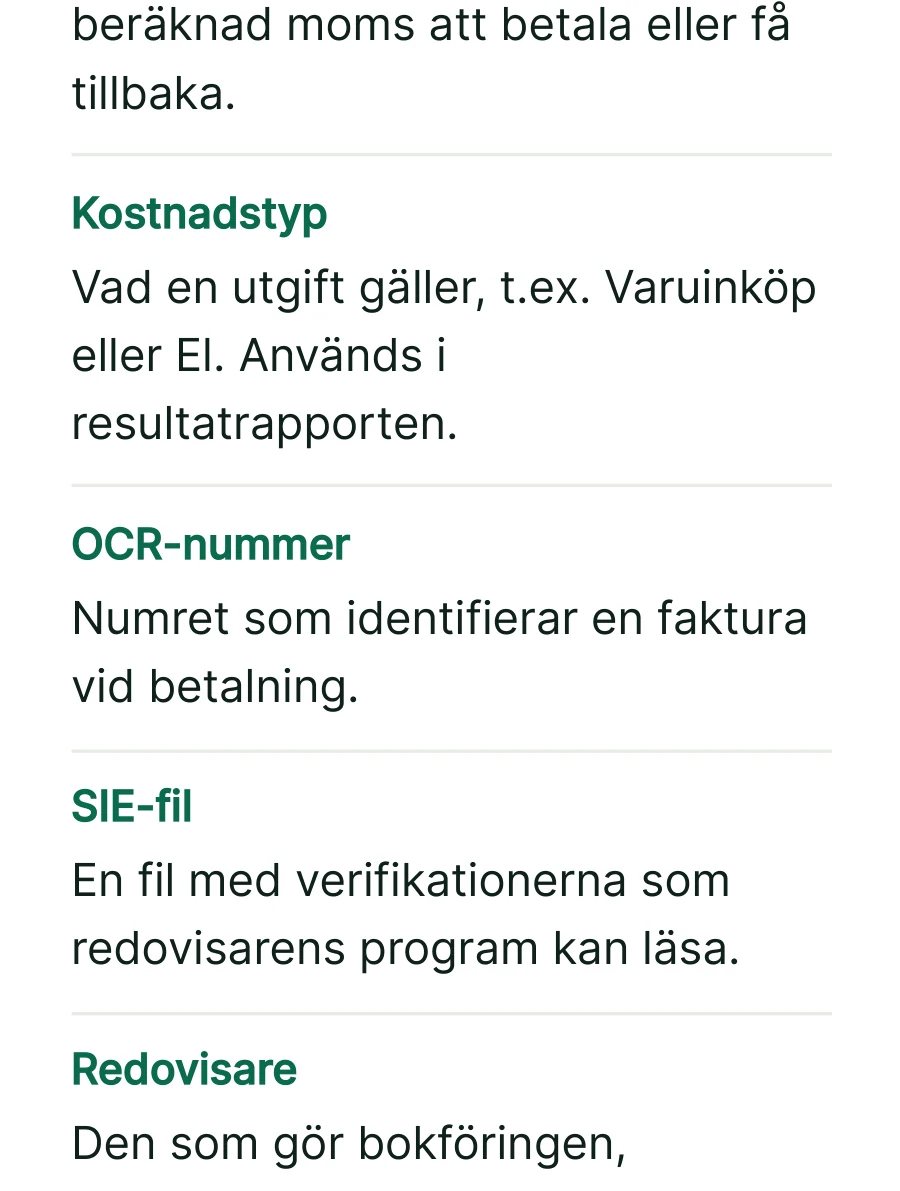 beräknad moms att betala eller få
tillbaka.
Kostnadstyp
Vad en utgift gäller, t.ex. Varuinköp
eller El. Används i
resultatrapporten.
OCR-nummer
Numret som identifierar en faktura
vid betalning.
SIE-fil
En fil med verifikationerna som
redovisarens program kan läsa.
Redovisare
Den som gör bokföringen,